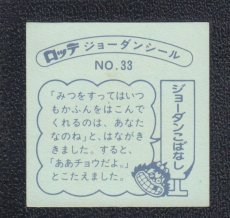 ロッテ ジョーダンシール
NO.33
ジョーダンこばなし
「みつをすってはいつ
もかふんをはこんで
くれるのは、あなた
なのね」と、はながき
きました。すると、
「ああチョウだよ。」
とこたえました。